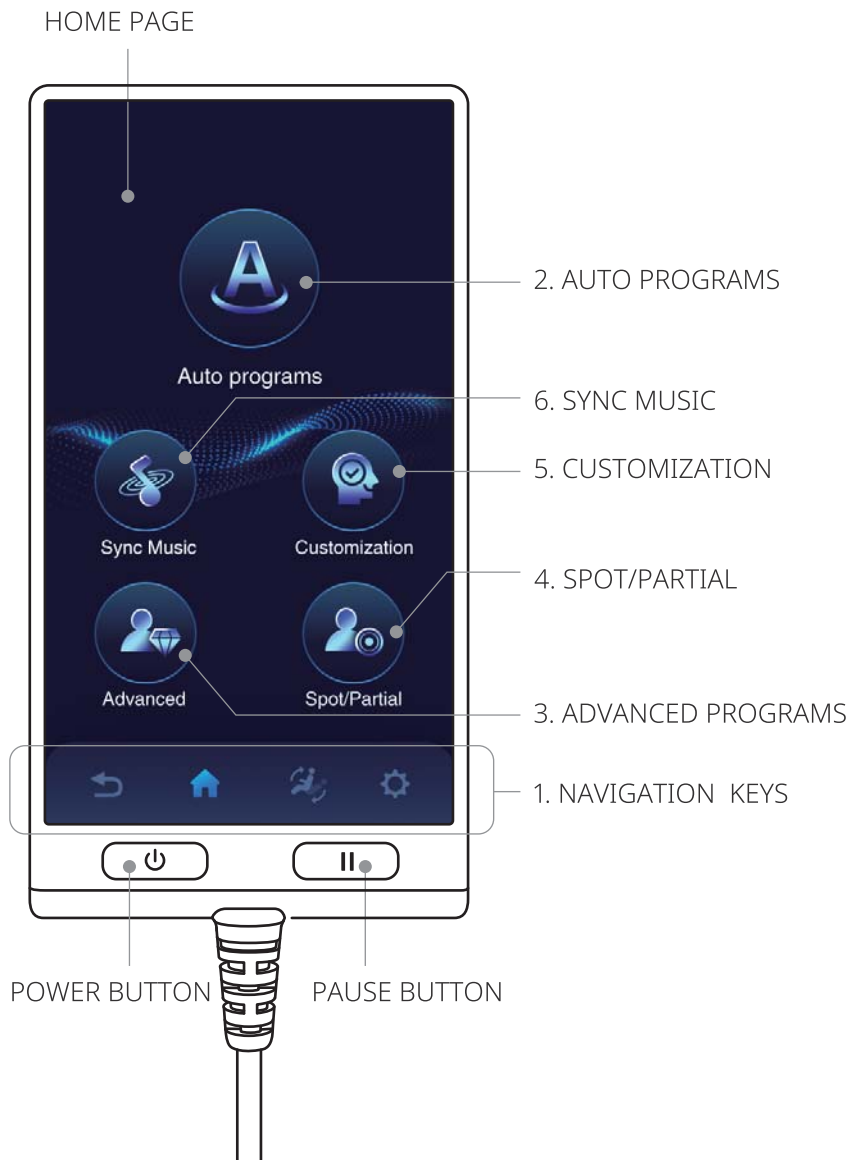 HOME PAGE
A
2. AUTO PROGRAMS
Auto programs
6. SYNC MUSIC
5. CUSTOMIZATION
Sync Music
Customization
4. SPOT/PARTIAL
Advanced
Spot/Partial
3. ADVANCED PROGRAMS
1. NAVIGATION KEYS
POWER BUTTON
PAUSE BUTTON